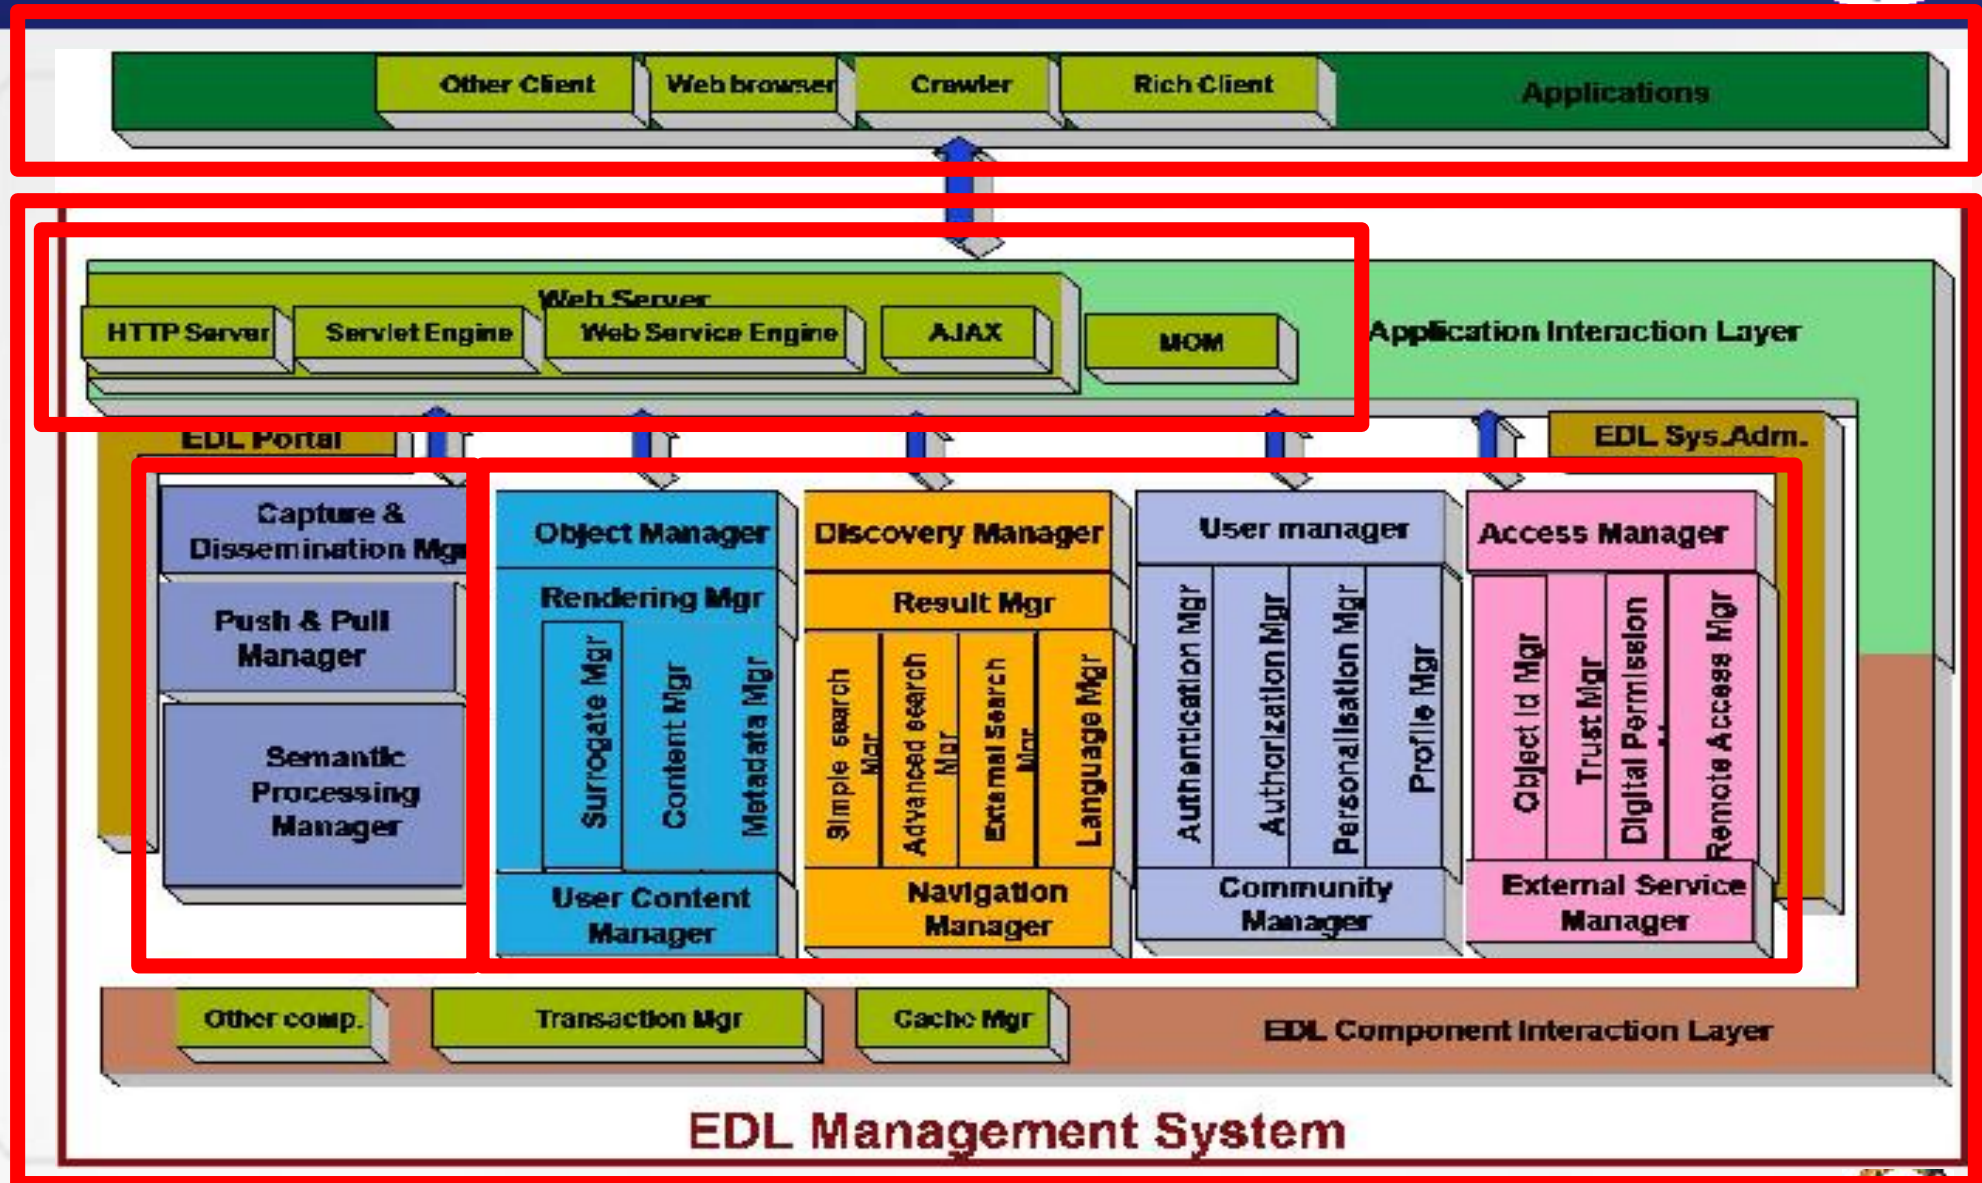 Other Client
Web browser
Crawler
Rich Client
Applications
Web Server
HTTP Server
Servlet Engine
Web Service Engine
AJAX
MOM
Application Interaction Layer
EDL Portal
EDL Sys.Adm.
Capture &
Dissemination Mgr
Push & Pull
Manager
Semantic
Processing
Manager
Object Manager
Rendering Mgr
Surrogate Mgr
Content Mgr
Metadata Mgr
User Content
Manager
Discovery Manager
Result Mgr
Simple search
Mgr
Advanced search
Mgr
External Search
Mgr
Language Mgr
Navigation
Manager
User manager
Authentication Mgr
Authorization Mgr
Personalisation Mgr
Profile Mgr
Community
Manager
Access Manager
Object Id Mgr
Trust Mgr
Digital Permission
Remote Access Mgr
External Service
Manager
Other comp.
Transaction Mgr
Cache Mgr
EDL Component Interaction Layer
EDL Management System